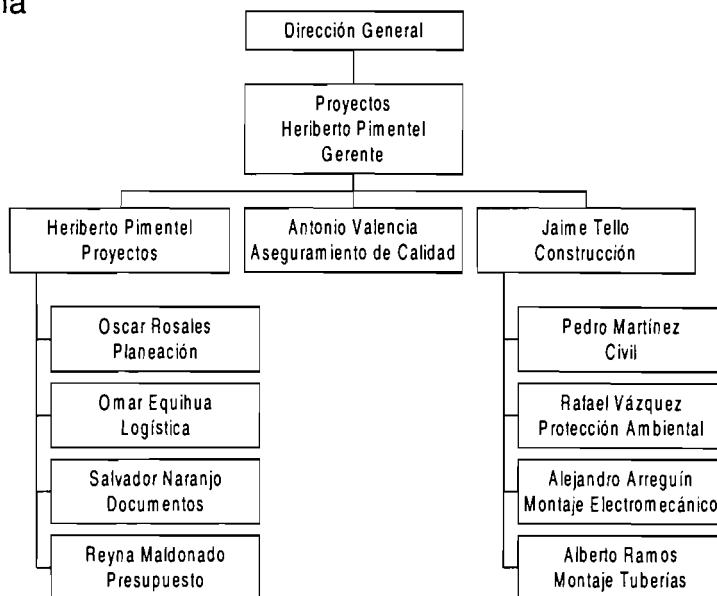 Dirección General
Proyectos
Heriberto Pimentel
Gerente
Heriberto Pimentel
Proyectos
Antonio Valencia
Aseguramiento de Calidad
Jaime Tello
Construcción
Oscar Rosales
Planeación
Omar Equihua
Logística
Salvador Naranjo
Documentos
Reyna Maldonado
Presupuesto
Pedro Martínez
Civil
Rafael Vázquez
Protección Ambiental
Alejandro Arreguín
Montaje Electromecánico
Alberto Ramos
Montaje Tuberías